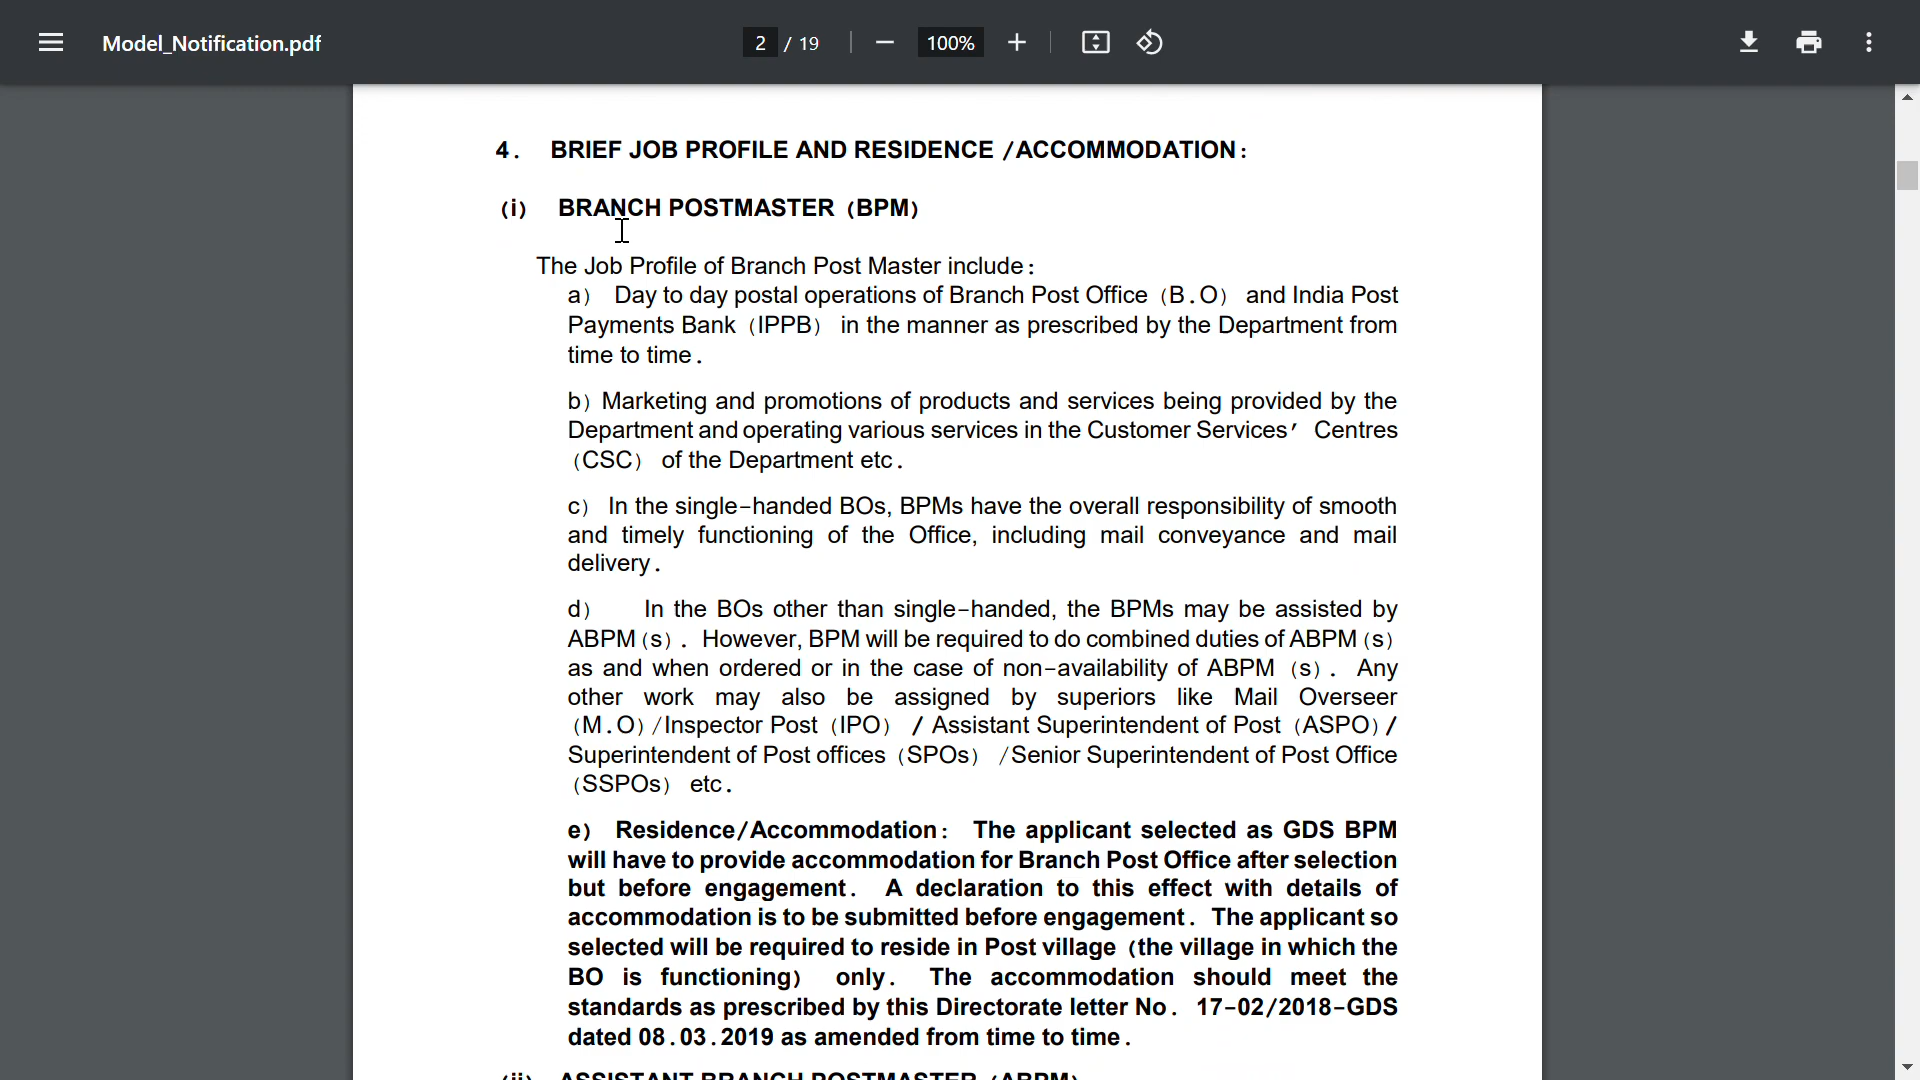 Model_Notification.pdf
2 / 19
100%
4. BRIEF JOB PROFILE AND RESIDENCE /ACCOMMODATION:
(i) BRANCH POSTMASTER (BPM)
The Job Profile of Branch Post Master include:
a) Day to day postal operations of Branch Post Office (B.O) and India Post
Payments Bank (IPPB) in the manner as prescribed by the Department from
time to time.
b) Marketing and promotions of products and services being provided by the
Department and operating various services in the Customer Services' Centres
(CSC) of the Department etc.
c) In the single-handed BOs, BPMs have the overall responsibility of smooth
and timely functioning of the Office, including mail conveyance and mail
delivery.
d) In the BOs other than single-handed, the BPMs may be assisted by
ABPM(s). However, BPM will be required to do combined duties of ABPM(s)
as and when ordered or in the case of non-availability of ABPM (s). Any
other work may also be assigned by superiors like Mail Overseer
(M.O)/Inspector Post (IPO) / Assistant Superintendent of Post (ASPO)/
Superintendent of Post offices (SPOs) /Senior Superintendent of Post Office
(SSPOs) etc.
e) Residence/Accommodation: The applicant selected as GDS BPM
will have to provide accommodation for Branch Post Office after selection
but before engagement. A declaration to this effect with details of
accommodation is to be submitted before engagement. The applicant so
selected will be required to reside in Post village (the village in which the
BO is functioning) only. The accommodation should meet the
standards as prescribed by this Directorate letter No. 17-02/2018-GDS
dated 08.03.2019 as amended from time to time.
(ii) ASSISTANT BRANCH POSTMASTER (ABPM)